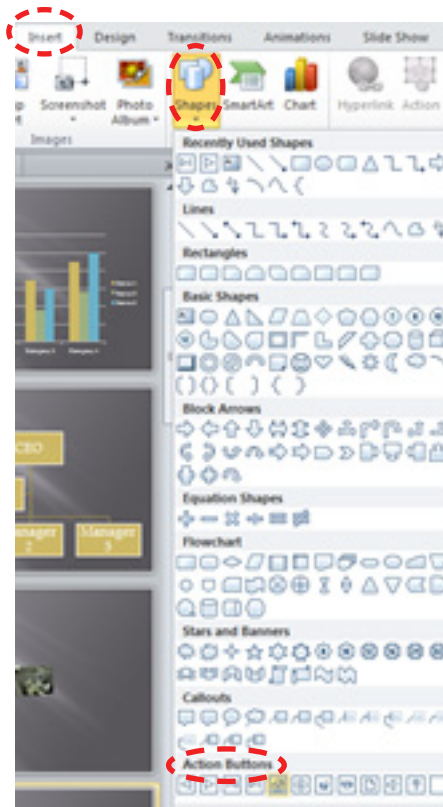 Insert Design Transitions Animations Slide Show
Screenshot Photo Album Shapes SmartArt Chart Hyperlink Action
Images
Recently Used Shapes
Lines
Rectangles
Basic Shapes
Block Arrows
CEO
Manager 2
Manager 3
Equation Shapes
Flowchart
Stars and Banners
Callouts
Action Buttons